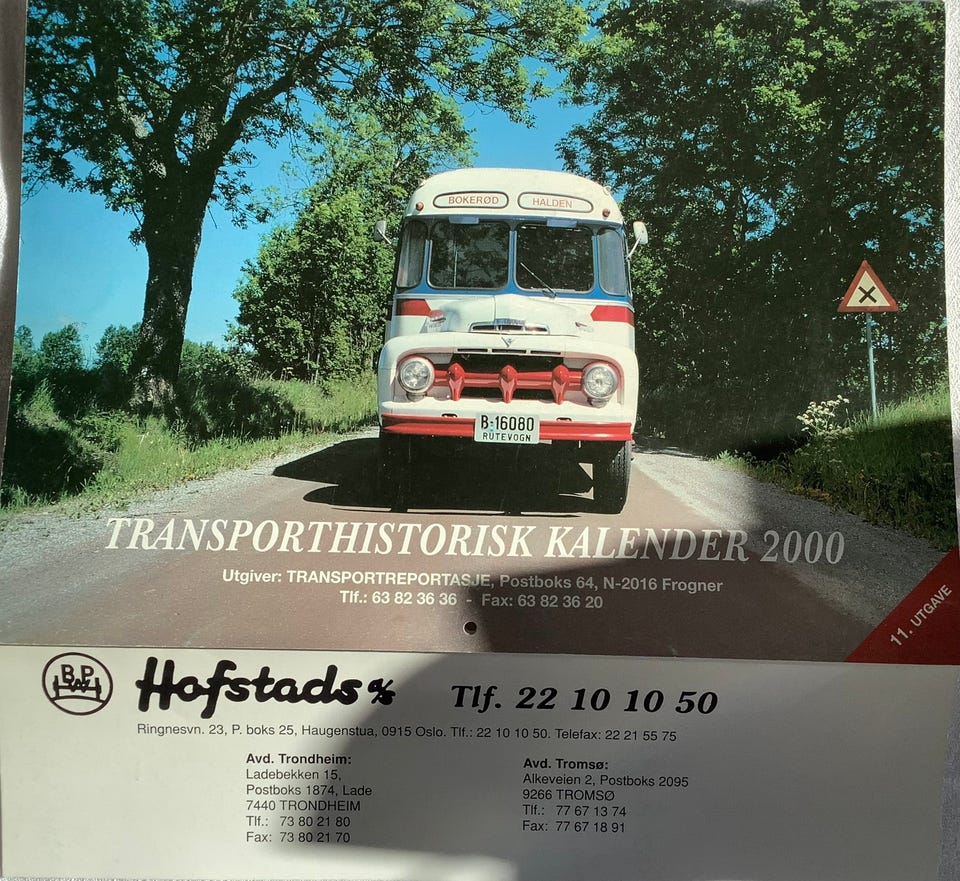 BOKERØD HALDEN
B-16080
RUTEVOGN
TRANSPORTHISTORISK KALENDER 2000
Utgiver: TRANSPORTREPORTASJE, Postboks 64, N-2016 Frogner
Tlf.: 63 82 36 36 - Fax: 63 82 36 20
11. UTGAVE
BPW
Hofstads a/s Tlf. 22 10 10 50
Ringnesvn. 23, P. boks 25, Haugenstua, 0915 Oslo. Tlf.: 22 10 10 50. Telefax: 22 21 55 75
Avd. Trondheim:
Ladebekken 15,
Postboks 1874, Lade
7440 TRONDHEIM
Tlf.: 73 80 21 80
Fax: 73 80 21 70
Avd. Tromsø:
Alkeveien 2, Postboks 2095
9266 TROMSØ
Tlf.: 77 67 13 74
Fax: 77 67 18 91